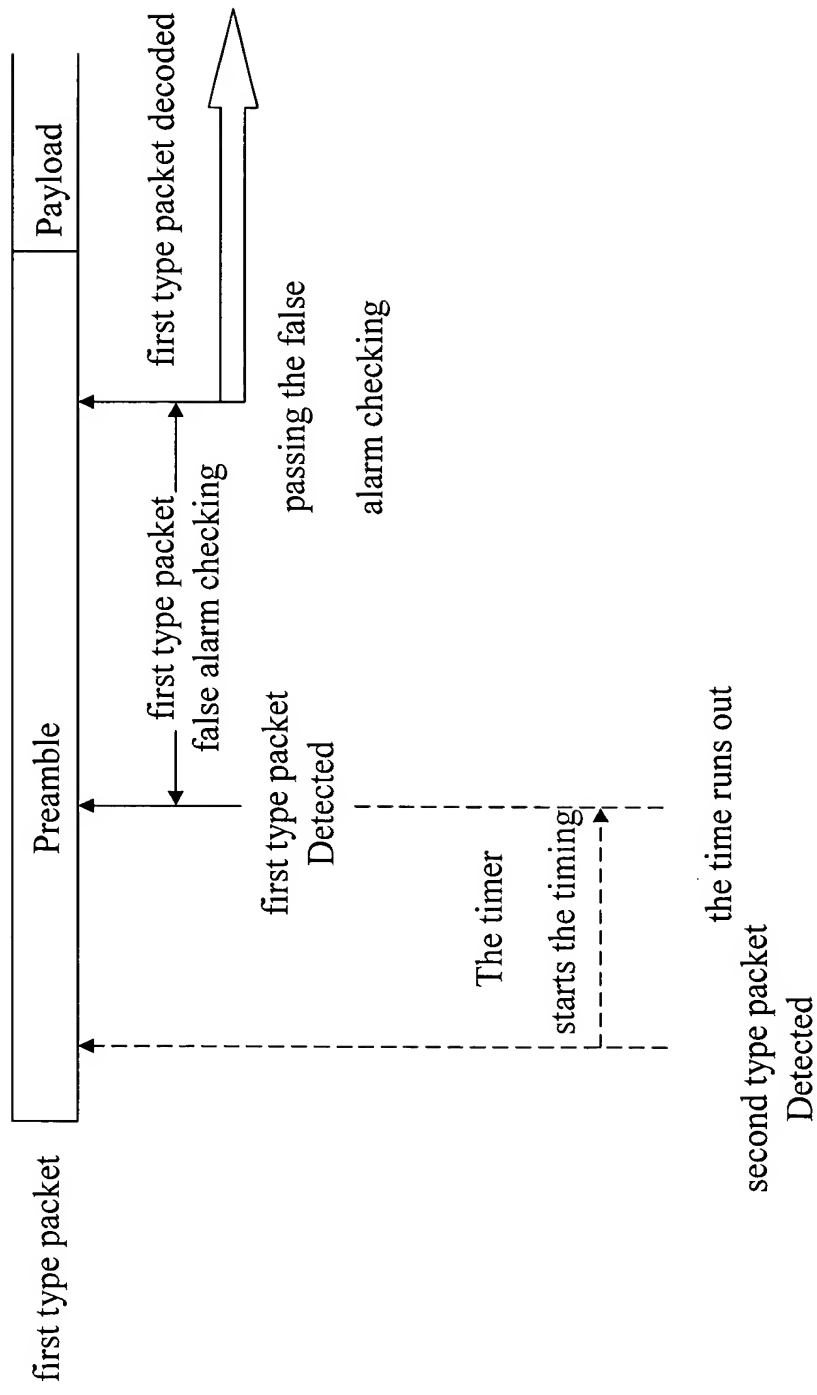 first type packet
Preamble
Payload
first type packet
false alarm checking
first type packet decoded
first type packet
Detected
passing the false
alarm checking
The timer
starts the timing
the time runs out
second type packet
Detected